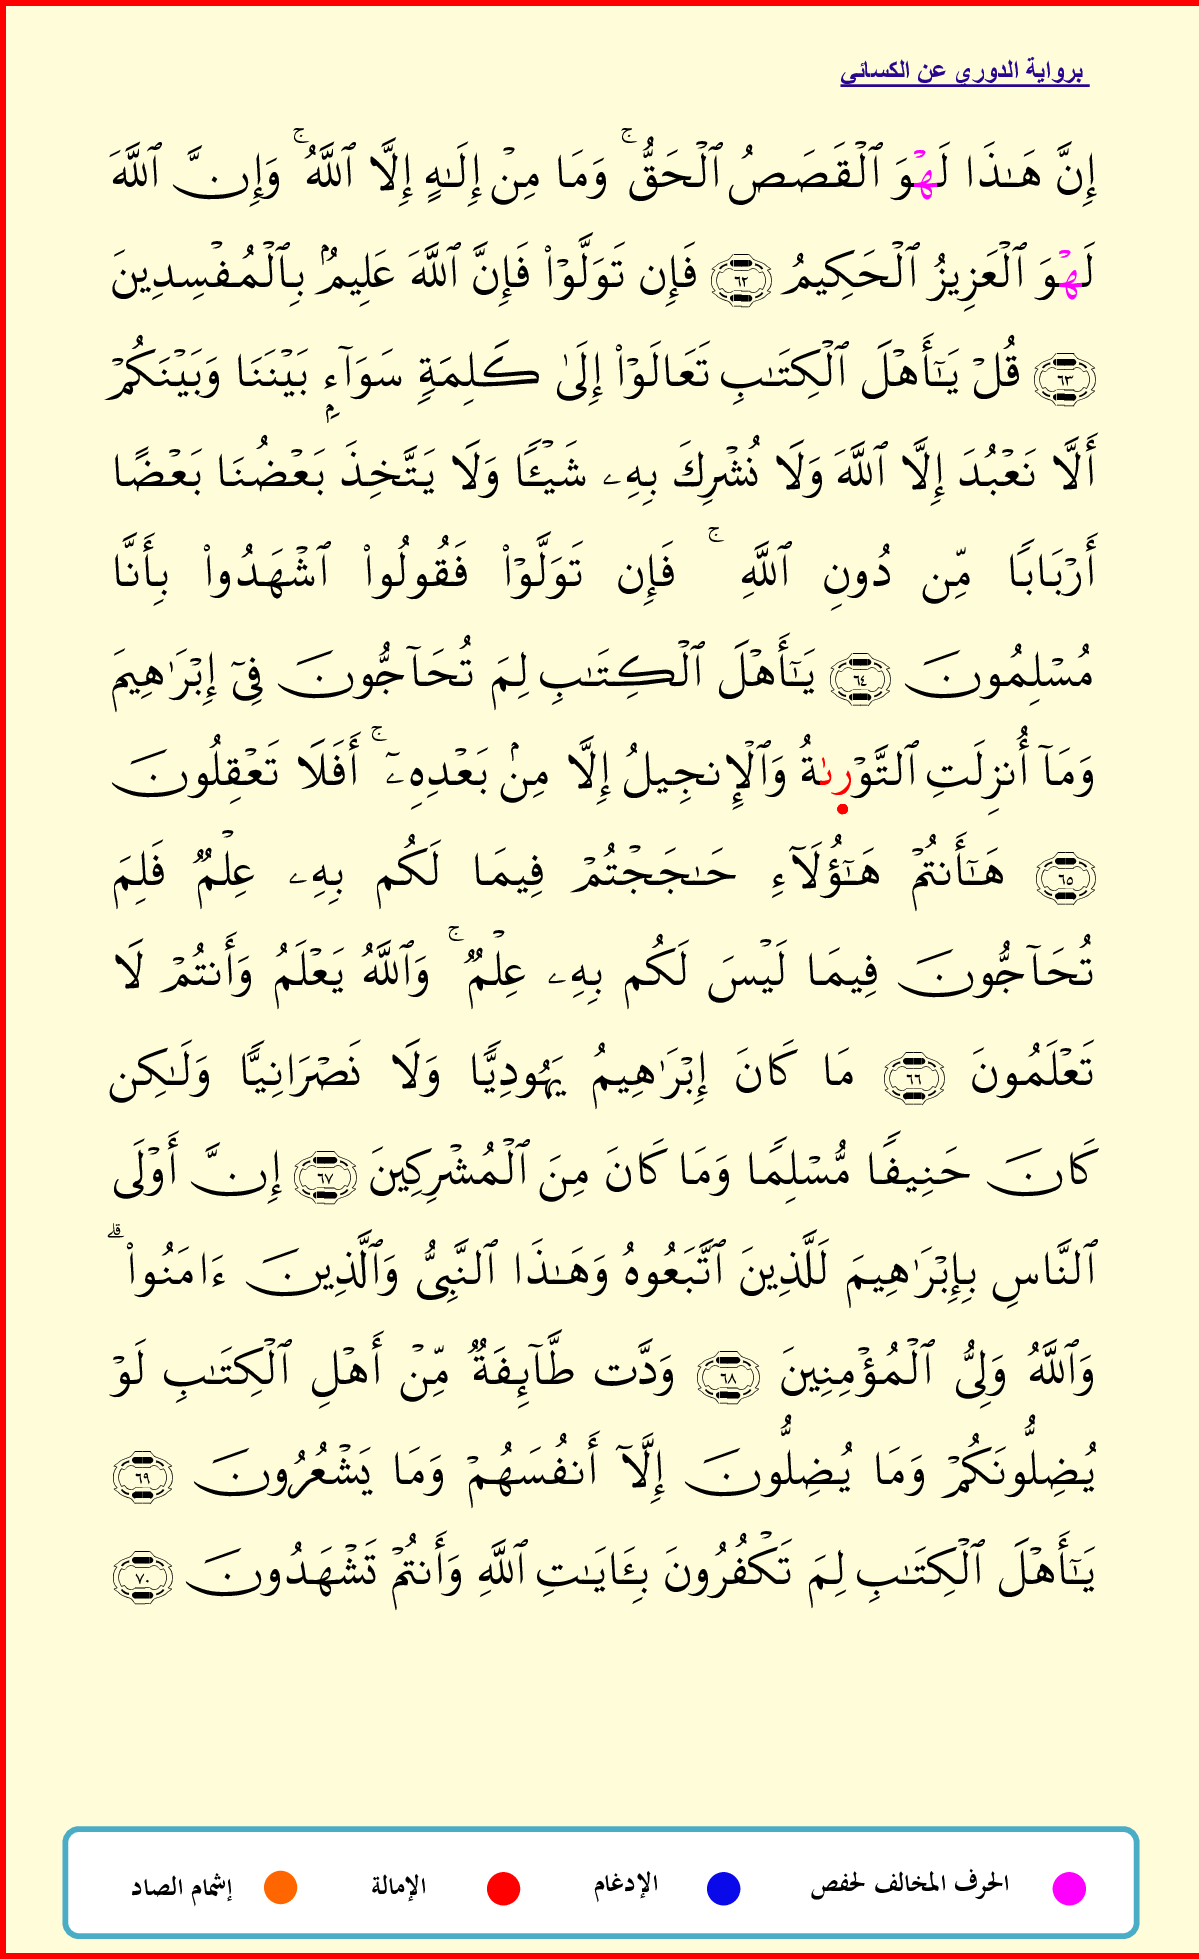 برواية الدوري عن الكسائي
إِنَّ هَـٰذَا لَهْوَ ٱلْقَصَصُ ٱلْحَقُّ ۚ وَمَا مِنْ إِلَـٰهٍ إِلَّا ٱللَّهُ ۚ وَإِنَّ ٱللَّهَ
لَهْوَ ٱلْعَزِيزُ ٱلْحَكِيمُ ٦٢ فَإِن تَوَلَّوْا۟ فَإِنَّ ٱللَّهَ عَلِيمٌۢ بِٱلْمُفْسِدِينَ
٦٣ قُلْ يَـٰٓأَهْلَ ٱلْكِتَـٰبِ تَعَالَوْا۟ إِلَىٰ كَلِمَةٍ سَوَآءٍۭ بَيْنَنَا وَبَيْنَكُمْ
أَلَّا نَعْبُدَ إِلَّا ٱللَّهَ وَلَا نُشْرِكَ بِهِۦ شَيْـًٔا وَلَا يَتَّخِذَ بَعْضُنَا بَعْضًا
أَرْبَابًا مِّن دُونِ ٱللَّهِ ۚ فَإِن تَوَلَّوْا۟ فَقُولُوا۟ ٱشْهَدُوا۟ بِأَنَّا
مُسْلِمُونَ ٦٤ يَـٰٓأَهْلَ ٱلْكِتَـٰبِ لِمَ تُحَآجُّونَ فِىٓ إِبْرَٰهِيمَ
وَمَآ أُنزِلَتِ ٱلتَّوْرىٰةُ وَٱلْإِنجِيلُ إِلَّا مِنۢ بَعْدِهِۦٓ ۚ أَفَلَا تَعْقِلُونَ
٦٥ هَـٰٓأَنتُمْ هَـٰٓؤُلَآءِ حَـٰجَجْتُمْ فِيمَا لَكُم بِهِۦ عِلْمٌ فَلِمَ
تُحَآجُّونَ فِيمَا لَيْسَ لَكُم بِهِۦ عِلْمٌ ۚ وَٱللَّهُ يَعْلَمُ وَأَنتُمْ لَا
تَعْلَمُونَ ٦٦ مَا كَانَ إِبْرَٰهِيمُ يَهُودِيًّا وَلَا نَصْرَانِيًّا وَلَـٰكِن
كَانَ حَنِيفًا مُّسْلِمًا وَمَا كَانَ مِنَ ٱلْمُشْرِكِينَ ٦٧ إِنَّ أَوْلَى
ٱلنَّاسِ بِإِبْرَٰهِيمَ لَلَّذِينَ ٱتَّبَعُوهُ وَهَـٰذَا ٱلنَّبِىُّ وَٱلَّذِينَ ءَامَنُوا۟ ۗ
وَٱللَّهُ وَلِىُّ ٱلْمُؤْمِنِينَ ٦٨ وَدَّت طَّآئِفَةٌ مِّنْ أَهْلِ ٱلْكِتَـٰبِ لَوْ
يُضِلُّونَكُمْ وَمَا يُضِلُّونَ إِلَّآ أَنفُسَهُمْ وَمَا يَشْعُرُونَ ٦٩
يَـٰٓأَهْلَ ٱلْكِتَـٰبِ لِمَ تَكْفُرُونَ بِـَٔايَـٰتِ ٱللَّهِ وَأَنتُمْ تَشْهَدُونَ ٧٠
الحرف المخالف لحفص الإدغام الإمالة إشمام الصاد